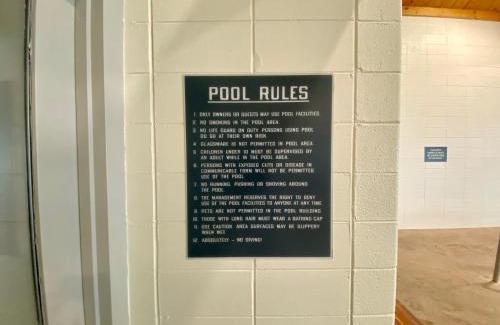 POOL RULES
1. ONLY OWNERS OR GUESTS MAY USE POOL FACILITIES
2. NO SMOKING IN THE POOL AREA
3. NO LIFE GUARD ON DUTY PERSONS USING POOL
DO SO AT THEIR OWN RISK
4. GLASSWARE IS NOT PERMITTED IN POOL AREA
5. CHILDREN UNDER 10 MUST BE SUPERVISED BY
AN ADULT WHILE IN THE POOL AREA
6. PERSONS WITH EXPOSED CUTS OR DISEASE IN
COMMUNICABLE FORM WILL NOT BE PERMITTED
USE OF THE POOL
7. NO RUNNING, PUSHING OR SHOVING AROUND
THE POOL
8. THE MANAGEMENT RESERVES THE RIGHT TO DENY
USE OF THE POOL FACILITIES TO ANYONE AT ANY TIME
9. PETS ARE NOT PERMITTED IN THE POOL BUILDING
10. THOSE WITH LONG HAIR MUST WEAR A BATHING CAP
11. USE CAUTION AREA SURFACES MAY BE SLIPPERY
WHEN WET
12. ABSOLUTELY - NO DIVING!